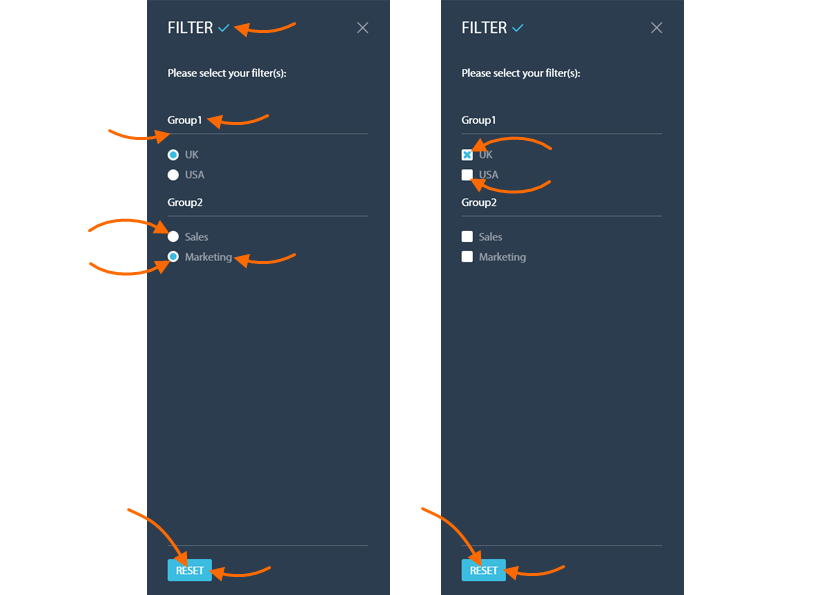 FILTER
Please select your filter(s):
Group1
UK
USA
Group2
Sales
Marketing
RESET
FILTER
Please select your filter(s):
Group1
UK
USA
Group2
Sales
Marketing
RESET